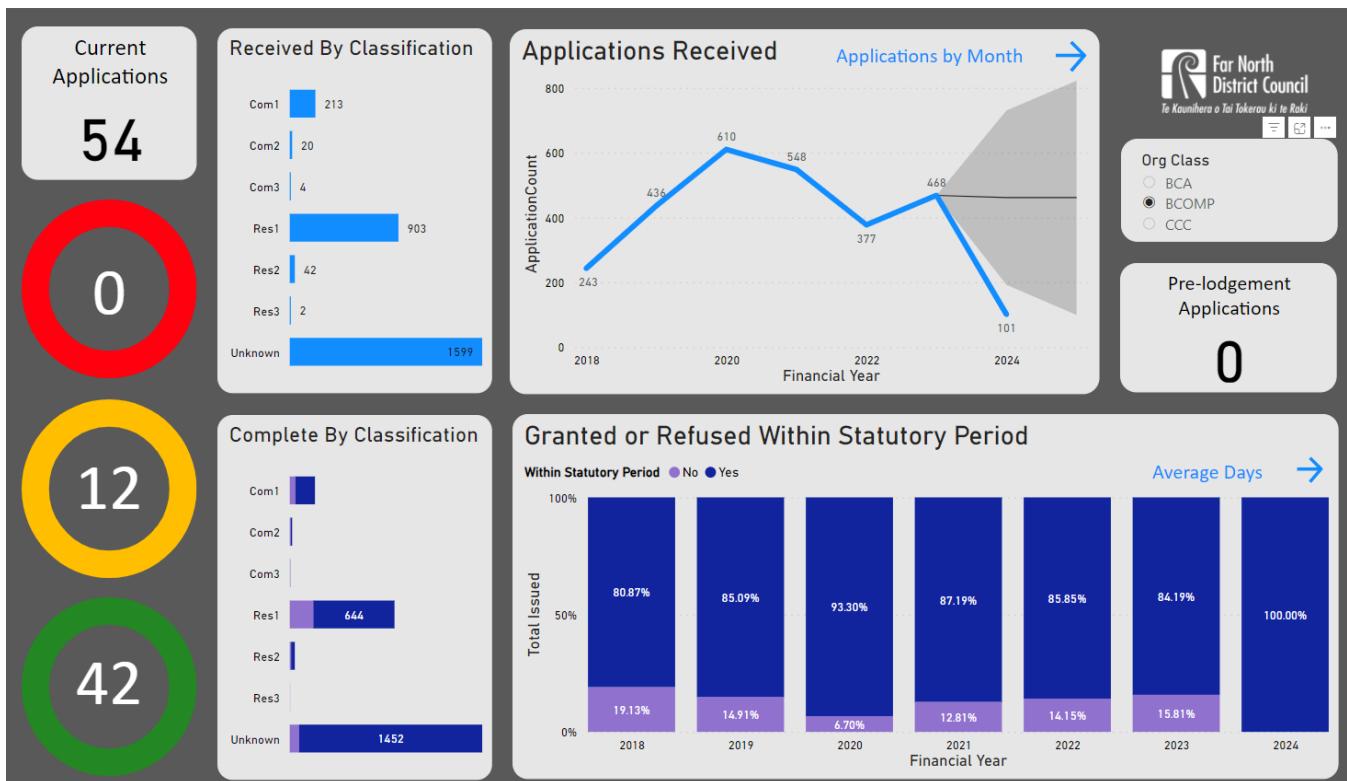 Current
Applications
54
0
12
42
Received By Classification
Com1 213
Com2 20
Com3 4
Res1 903
Res2 42
Res3 2
Unknown 1599
Applications Received
Applications by Month
ApplicationCount
800
600
400
200
0
243
436
610
548
377
468
101
2018 2020 2022 2024
Financial Year
Far North
District Council
Te Kaunihera o Tai Tokerau ki te Raki
Org Class
BCA
BCOMP
CCC
Pre-lodgement
Applications
0
Complete By Classification
Com1
Com2
Com3
Res1 644
Res2
Res3
Unknown 1452
Granted or Refused Within Statutory Period
Within Statutory Period No Yes
Average Days
Total Issued
100%
50%
0%
80.87% 85.09% 93.30% 87.19% 85.85% 84.19% 100.00%
19.13% 14.91% 6.70% 12.81% 14.15% 15.81%
2018 2019 2020 2021 2022 2023 2024
Financial Year